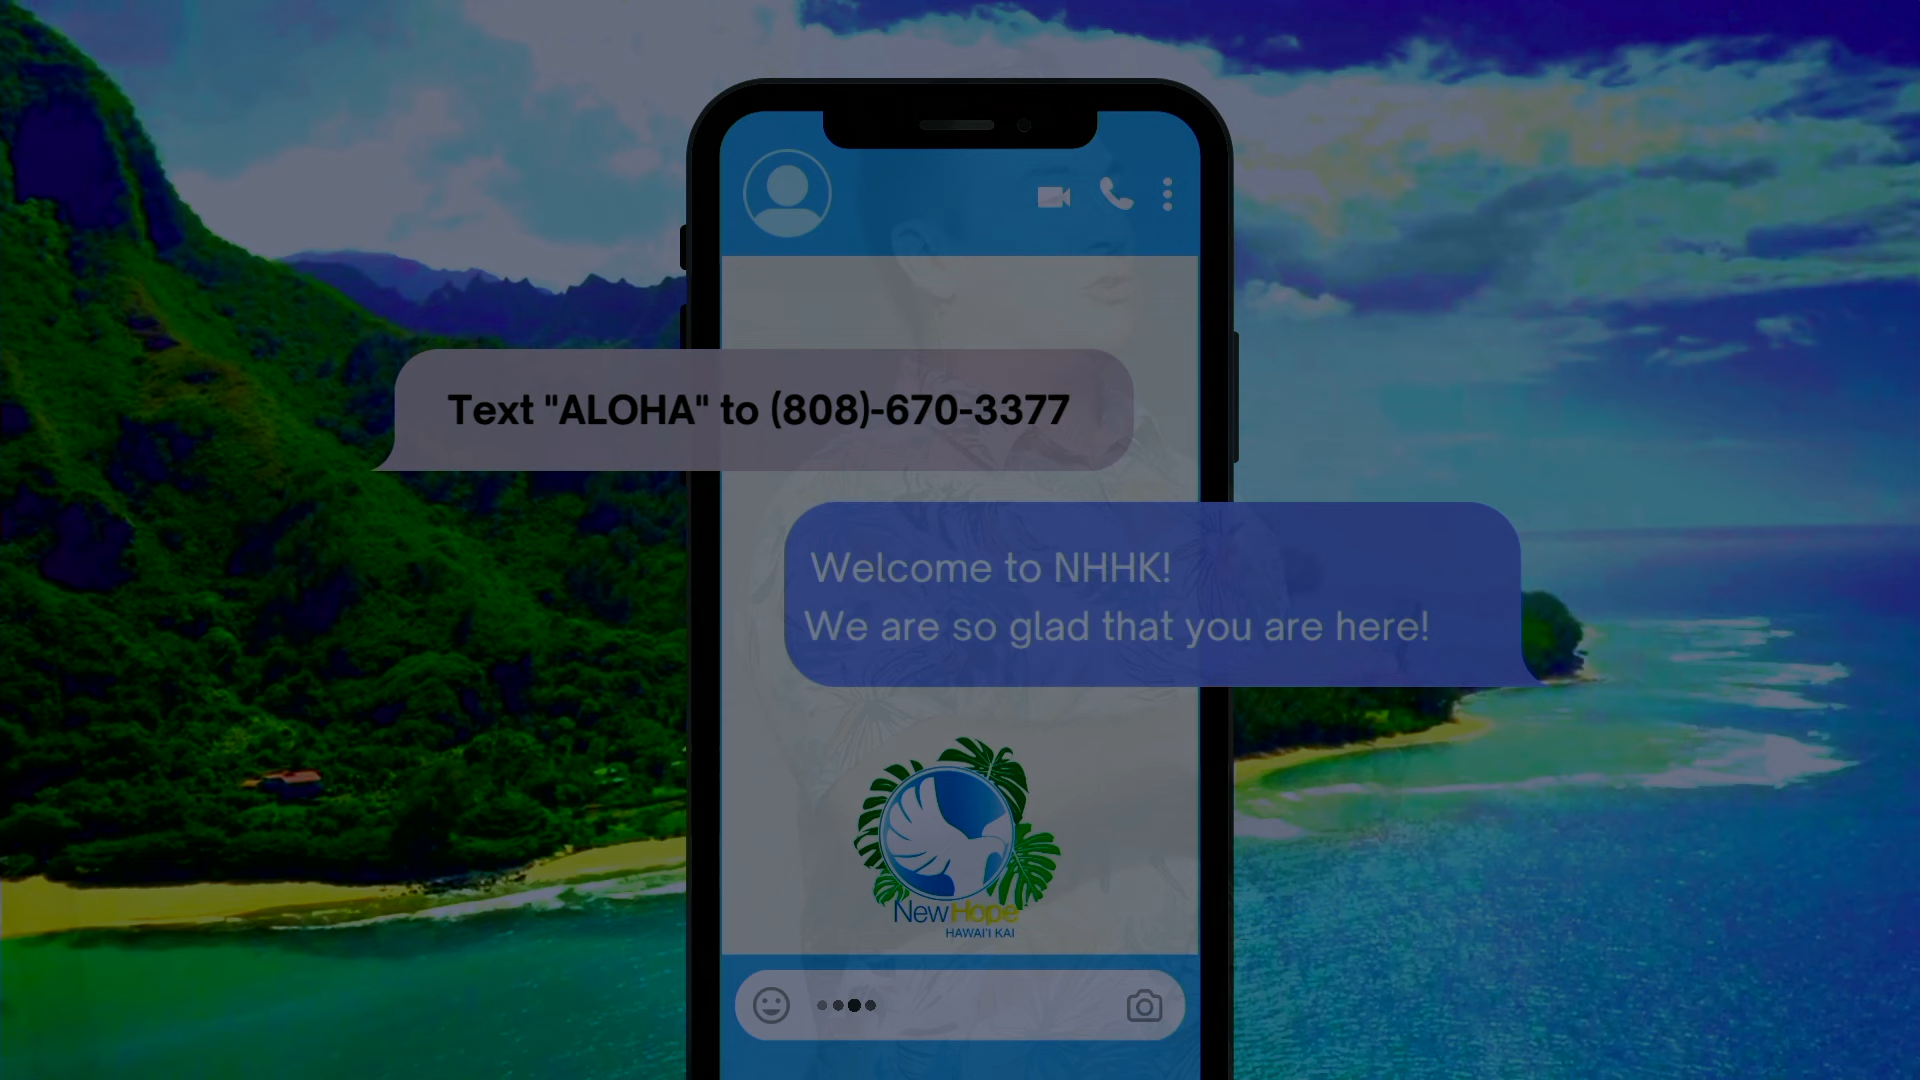 Text "ALOHA" to (808)-670-3377
Welcome to NHHK!
We are so glad that you are here!
NewHope
HAWAI'I KAI